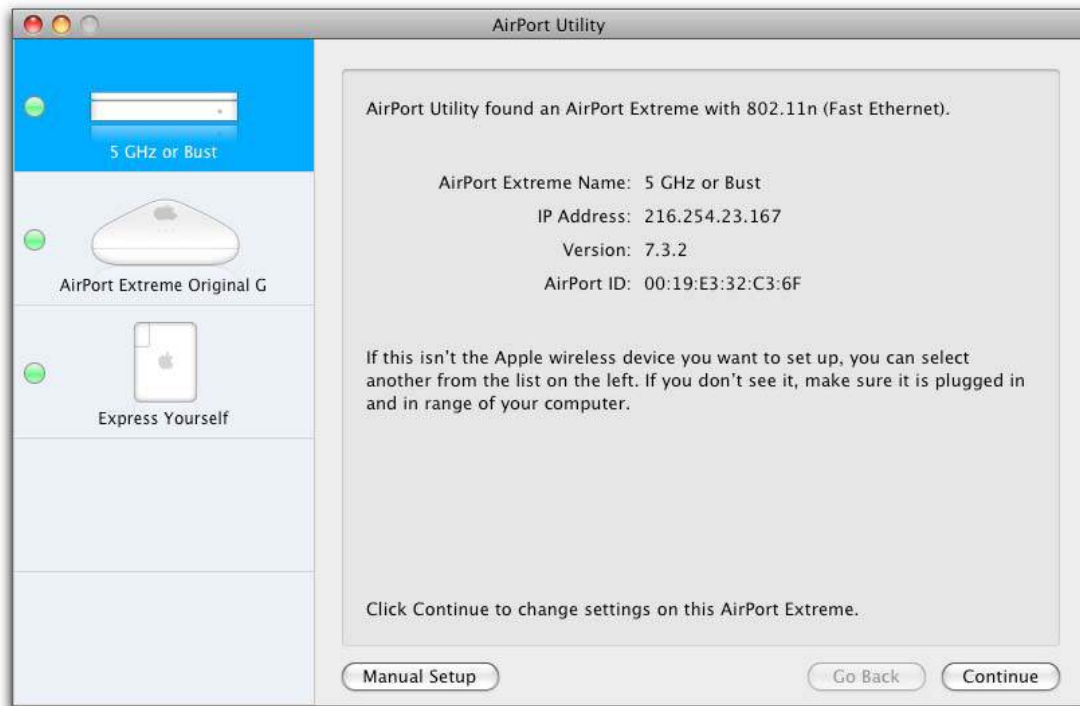 AirPort Utility
5 GHz or Bust
AirPort Extreme Original G
Express Yourself
AirPort Utility found an AirPort Extreme with 802.11n (Fast Ethernet).
AirPort Extreme Name: 5 GHz or Bust
IP Address: 216.254.23.167
Version: 7.3.2
AirPort ID: 00:19:E3:32:C3:6F
If this isn't the Apple wireless device you want to set up, you can select
another from the list on the left. If you don't see it, make sure it is plugged in
and in range of your computer.
Click Continue to change settings on this AirPort Extreme.
Manual Setup
Go Back
Continue